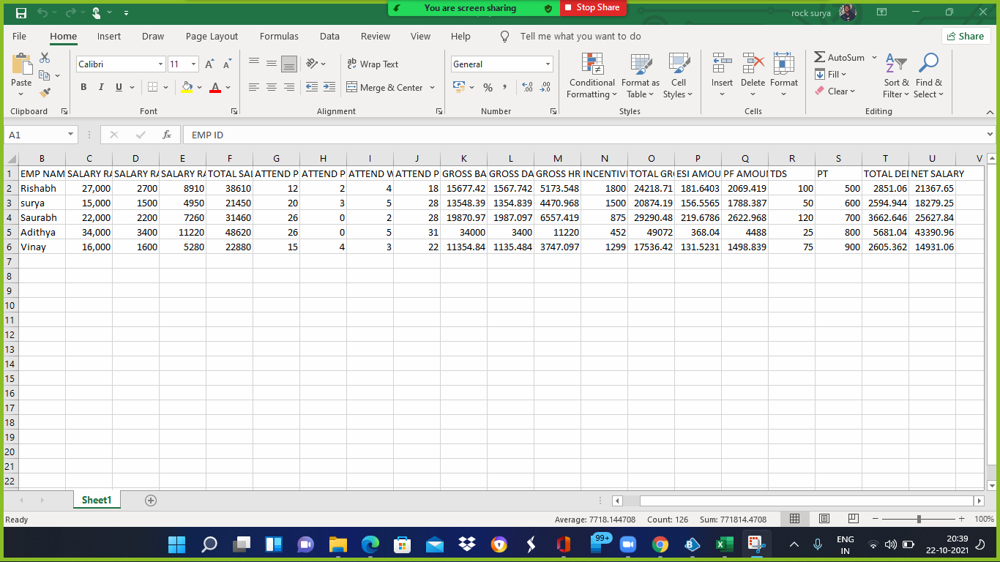 You are screen sharing Stop Share
rock surya
File Home Insert Draw Page Layout Formulas Data Review View Help Tell me what you want to do Share
Paste Calibri 11 Wrap Text General Conditional Formatting Format as Table Cell Styles Insert Delete Format AutoSum Fill Clear Sort & Filter Find & Select
B I U Merge & Center
Clipboard Font Alignment Number Styles Cells Editing
A1 fx EMP ID
B C D E F G H I J K L M N O P Q R S T U V
1 EMP NAM SALARY RA SALARY RA SALARY RA TOTAL SAL ATTEND P ATTEND P ATTEND W ATTEND P GROSS BA GROSS DA GROSS HR INCENTIVI TOTAL GR ESI AMOU PF AMOUI TDS PT TOTAL DEI NET SALARY
2 Rishabh 27,000 2700 8910 38610 12 2 4 18 15677.42 1567.742 5173.548 1800 24218.71 181.6403 2069.419 100 500 2851.06 21367.65
3 surya 15,000 1500 4950 21450 20 3 5 28 13548.39 1354.839 4470.968 1500 20874.19 156.5565 1788.387 50 600 2594.944 18279.25
4 Saurabh 22,000 2200 7260 31460 26 0 2 28 19870.97 1987.097 6557.419 875 29290.48 219.6786 2622.968 120 700 3662.646 25627.84
5 Adithya 34,000 3400 11220 48620 26 0 5 31 34000 3400 11220 452 49072 368.04 4488 25 800 5681.04 43390.96
6 Vinay 16,000 1600 5280 22880 15 4 3 22 11354.84 1135.484 3747.097 1299 17536.42 131.5231 1498.839 75 900 2605.362 14931.06
7
8
9
10
11
12
13
14
15
16
17
18
19
20
21
22
Sheet1
Ready Average: 7718.144708 Count: 126 Sum: 771814.4708 100%
99+ ENG 20:39
IN 22-10-2021